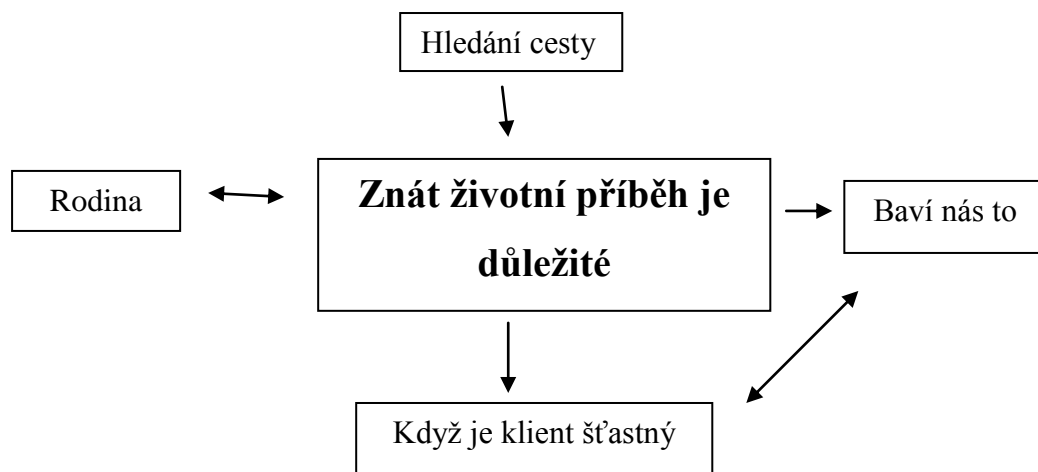 Hledání cesty
Rodina
Znát životní příběh je
důležité
Baví nás to
Když je klient šťastný